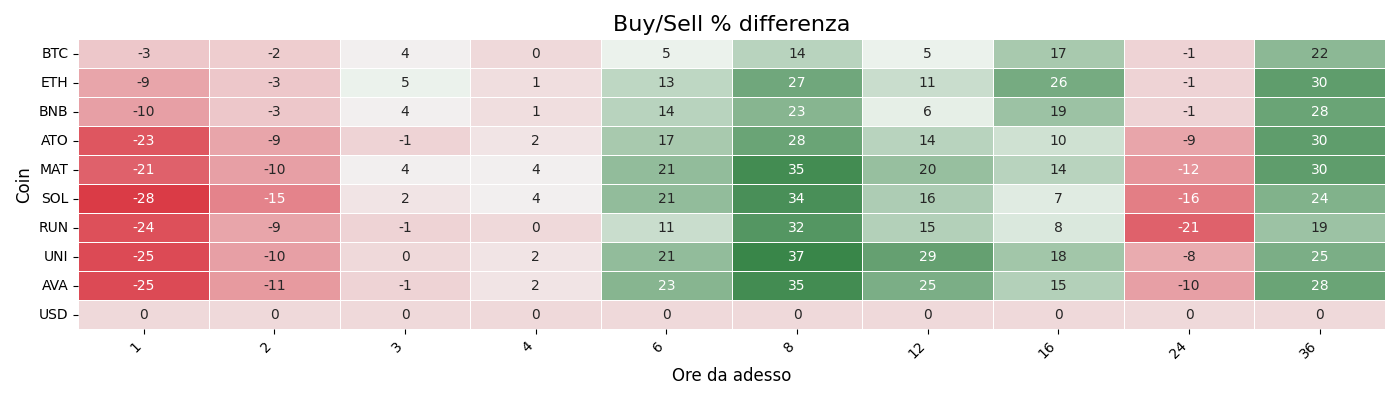 Buy/Sell % differenza
Coin
BTC -3 -2 4 0 5 14 5 17 -1 22
ETH -9 -3 5 1 13 27 11 26 -1 30
BNB -10 -3 4 1 14 23 6 19 -1 28
ATO -23 -9 -1 2 17 28 14 10 -9 30
MAT -21 -10 4 4 21 35 20 14 -12 30
SOL -28 -15 2 4 21 34 16 7 -16 24
RUN -24 -9 -1 0 11 32 15 8 -21 19
UNI -25 -10 0 2 21 37 29 18 -8 25
AVA -25 -11 -1 2 23 35 25 15 -10 28
USD 0 0 0 0 0 0 0 0 0 0
1 2 3 4 6 8 12 16 24 36
Ore da adesso